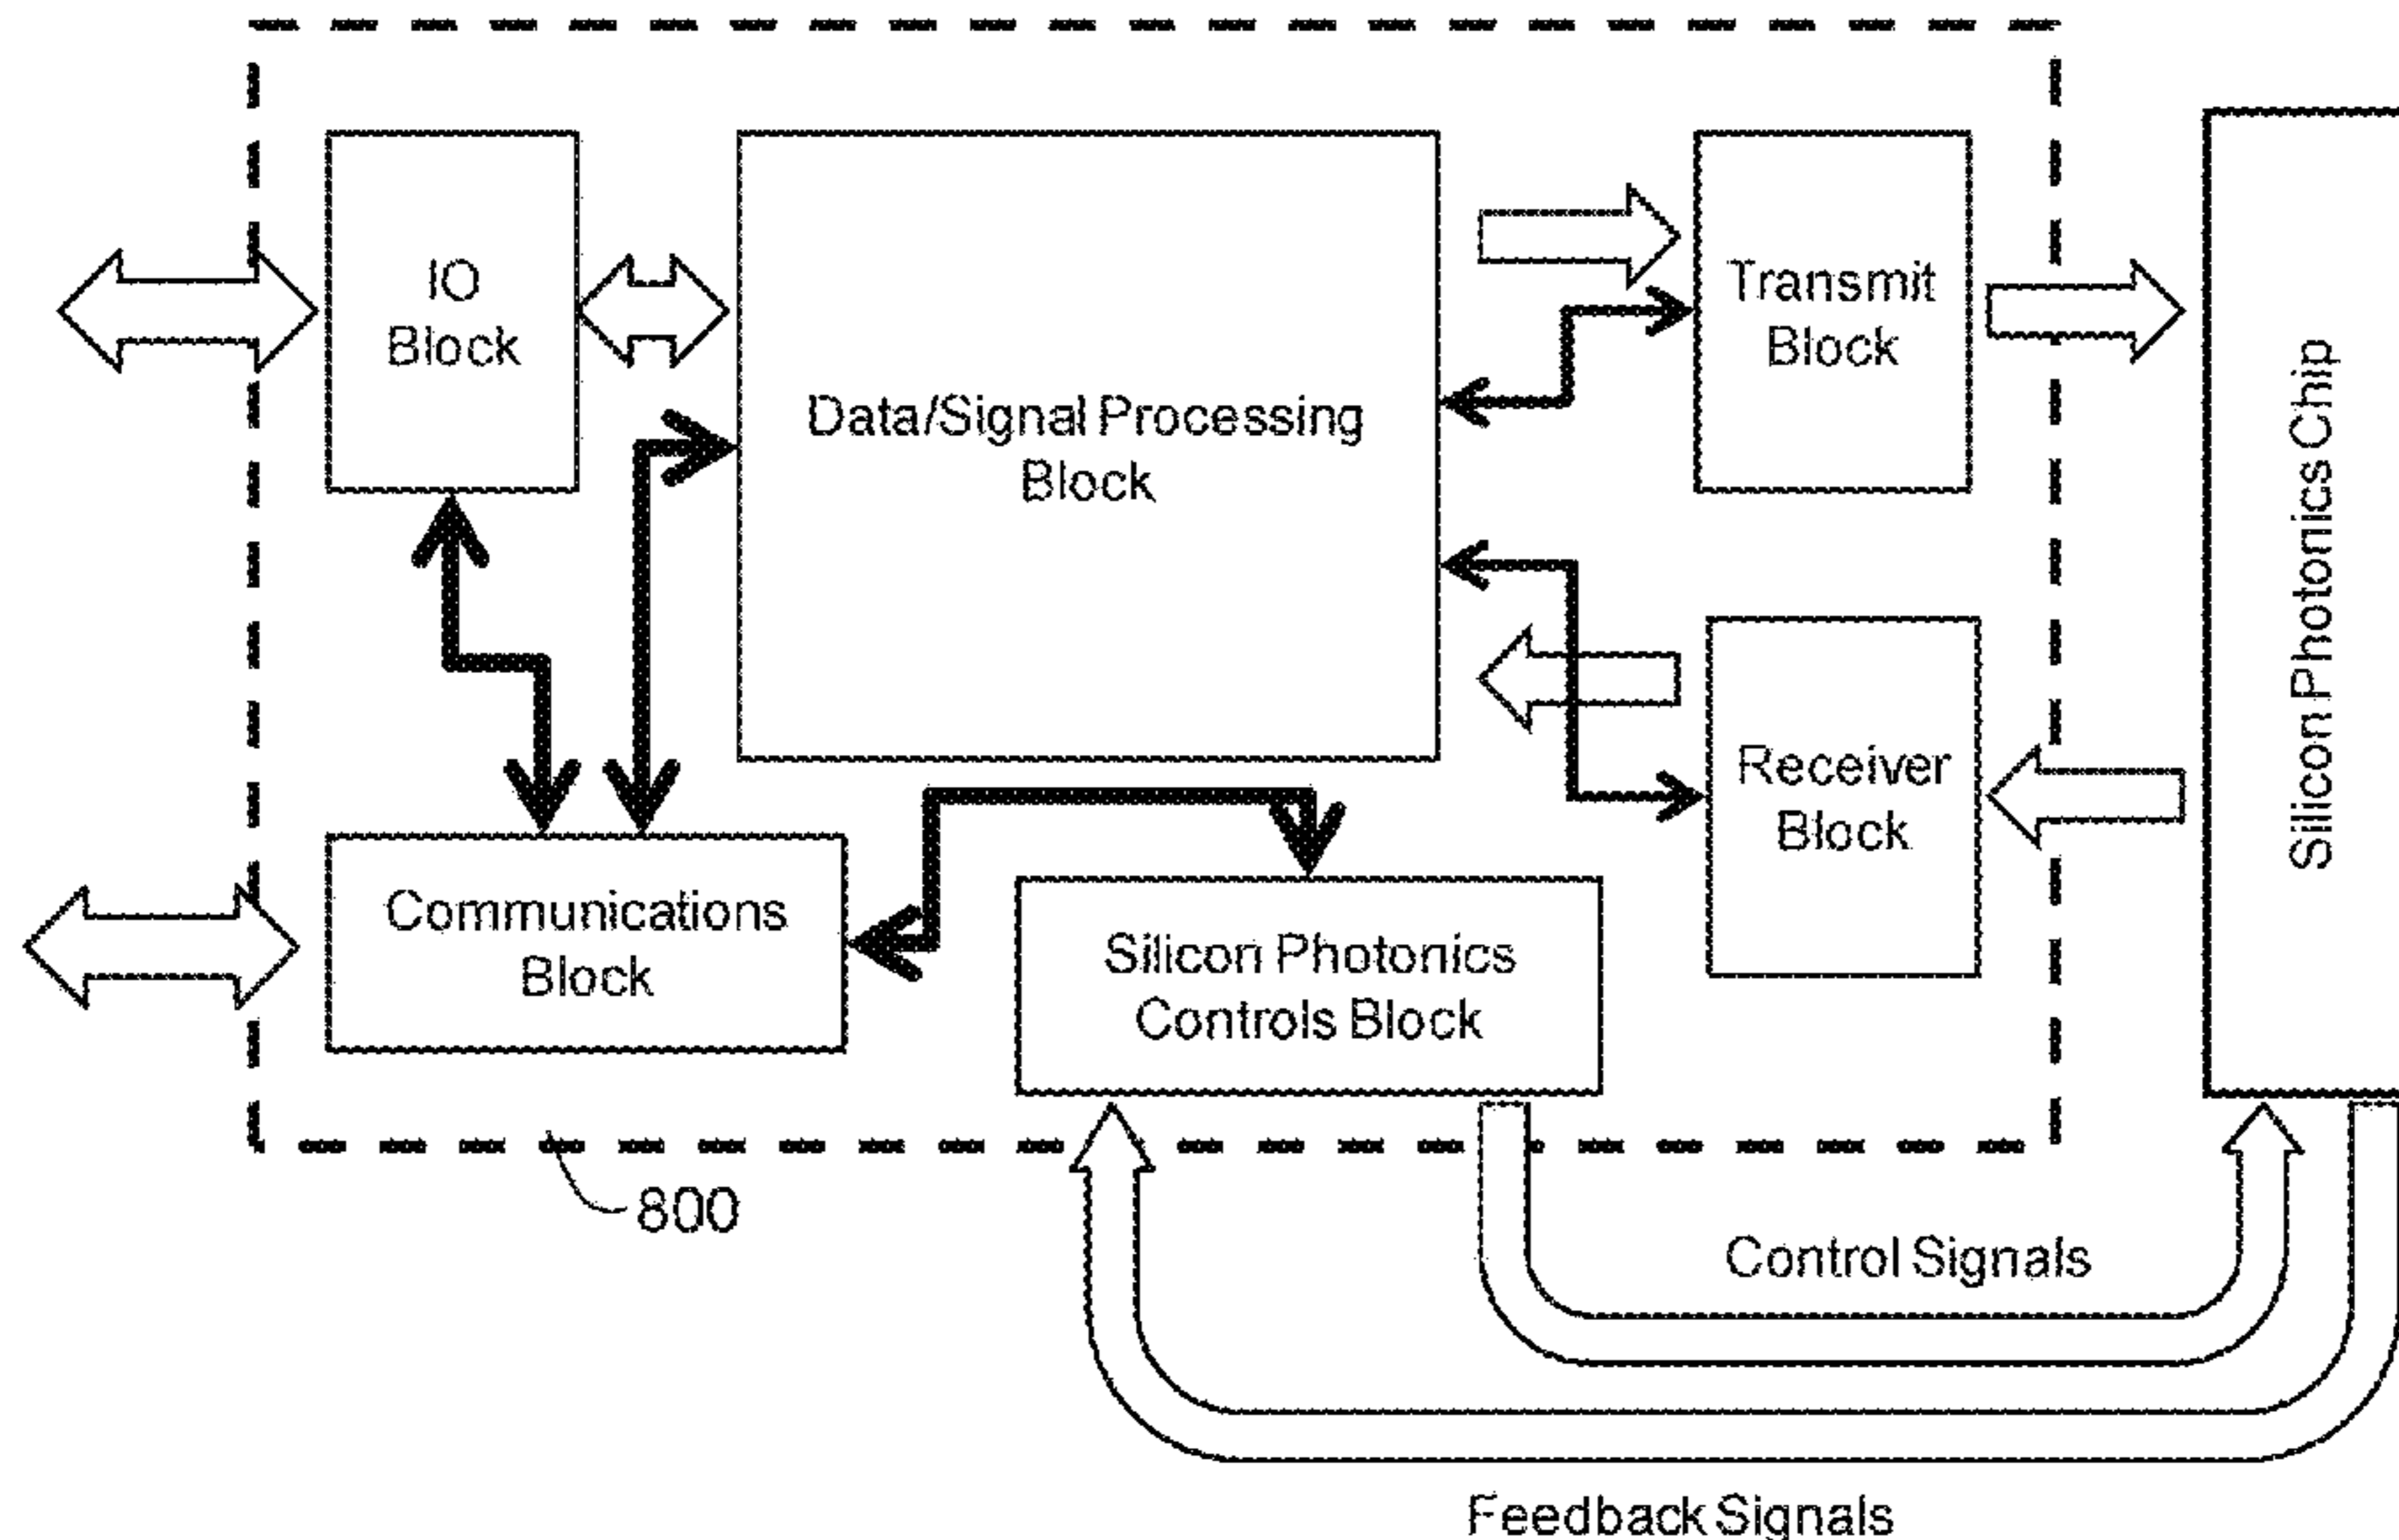 IO
Block
Data/Signal Processing
Block
Transmit
Block
Silicon Photonics Chip
Receiver
Block
Communications
Block
Silicon Photonics
Controls Block
800
Control Signals
Feedback Signals